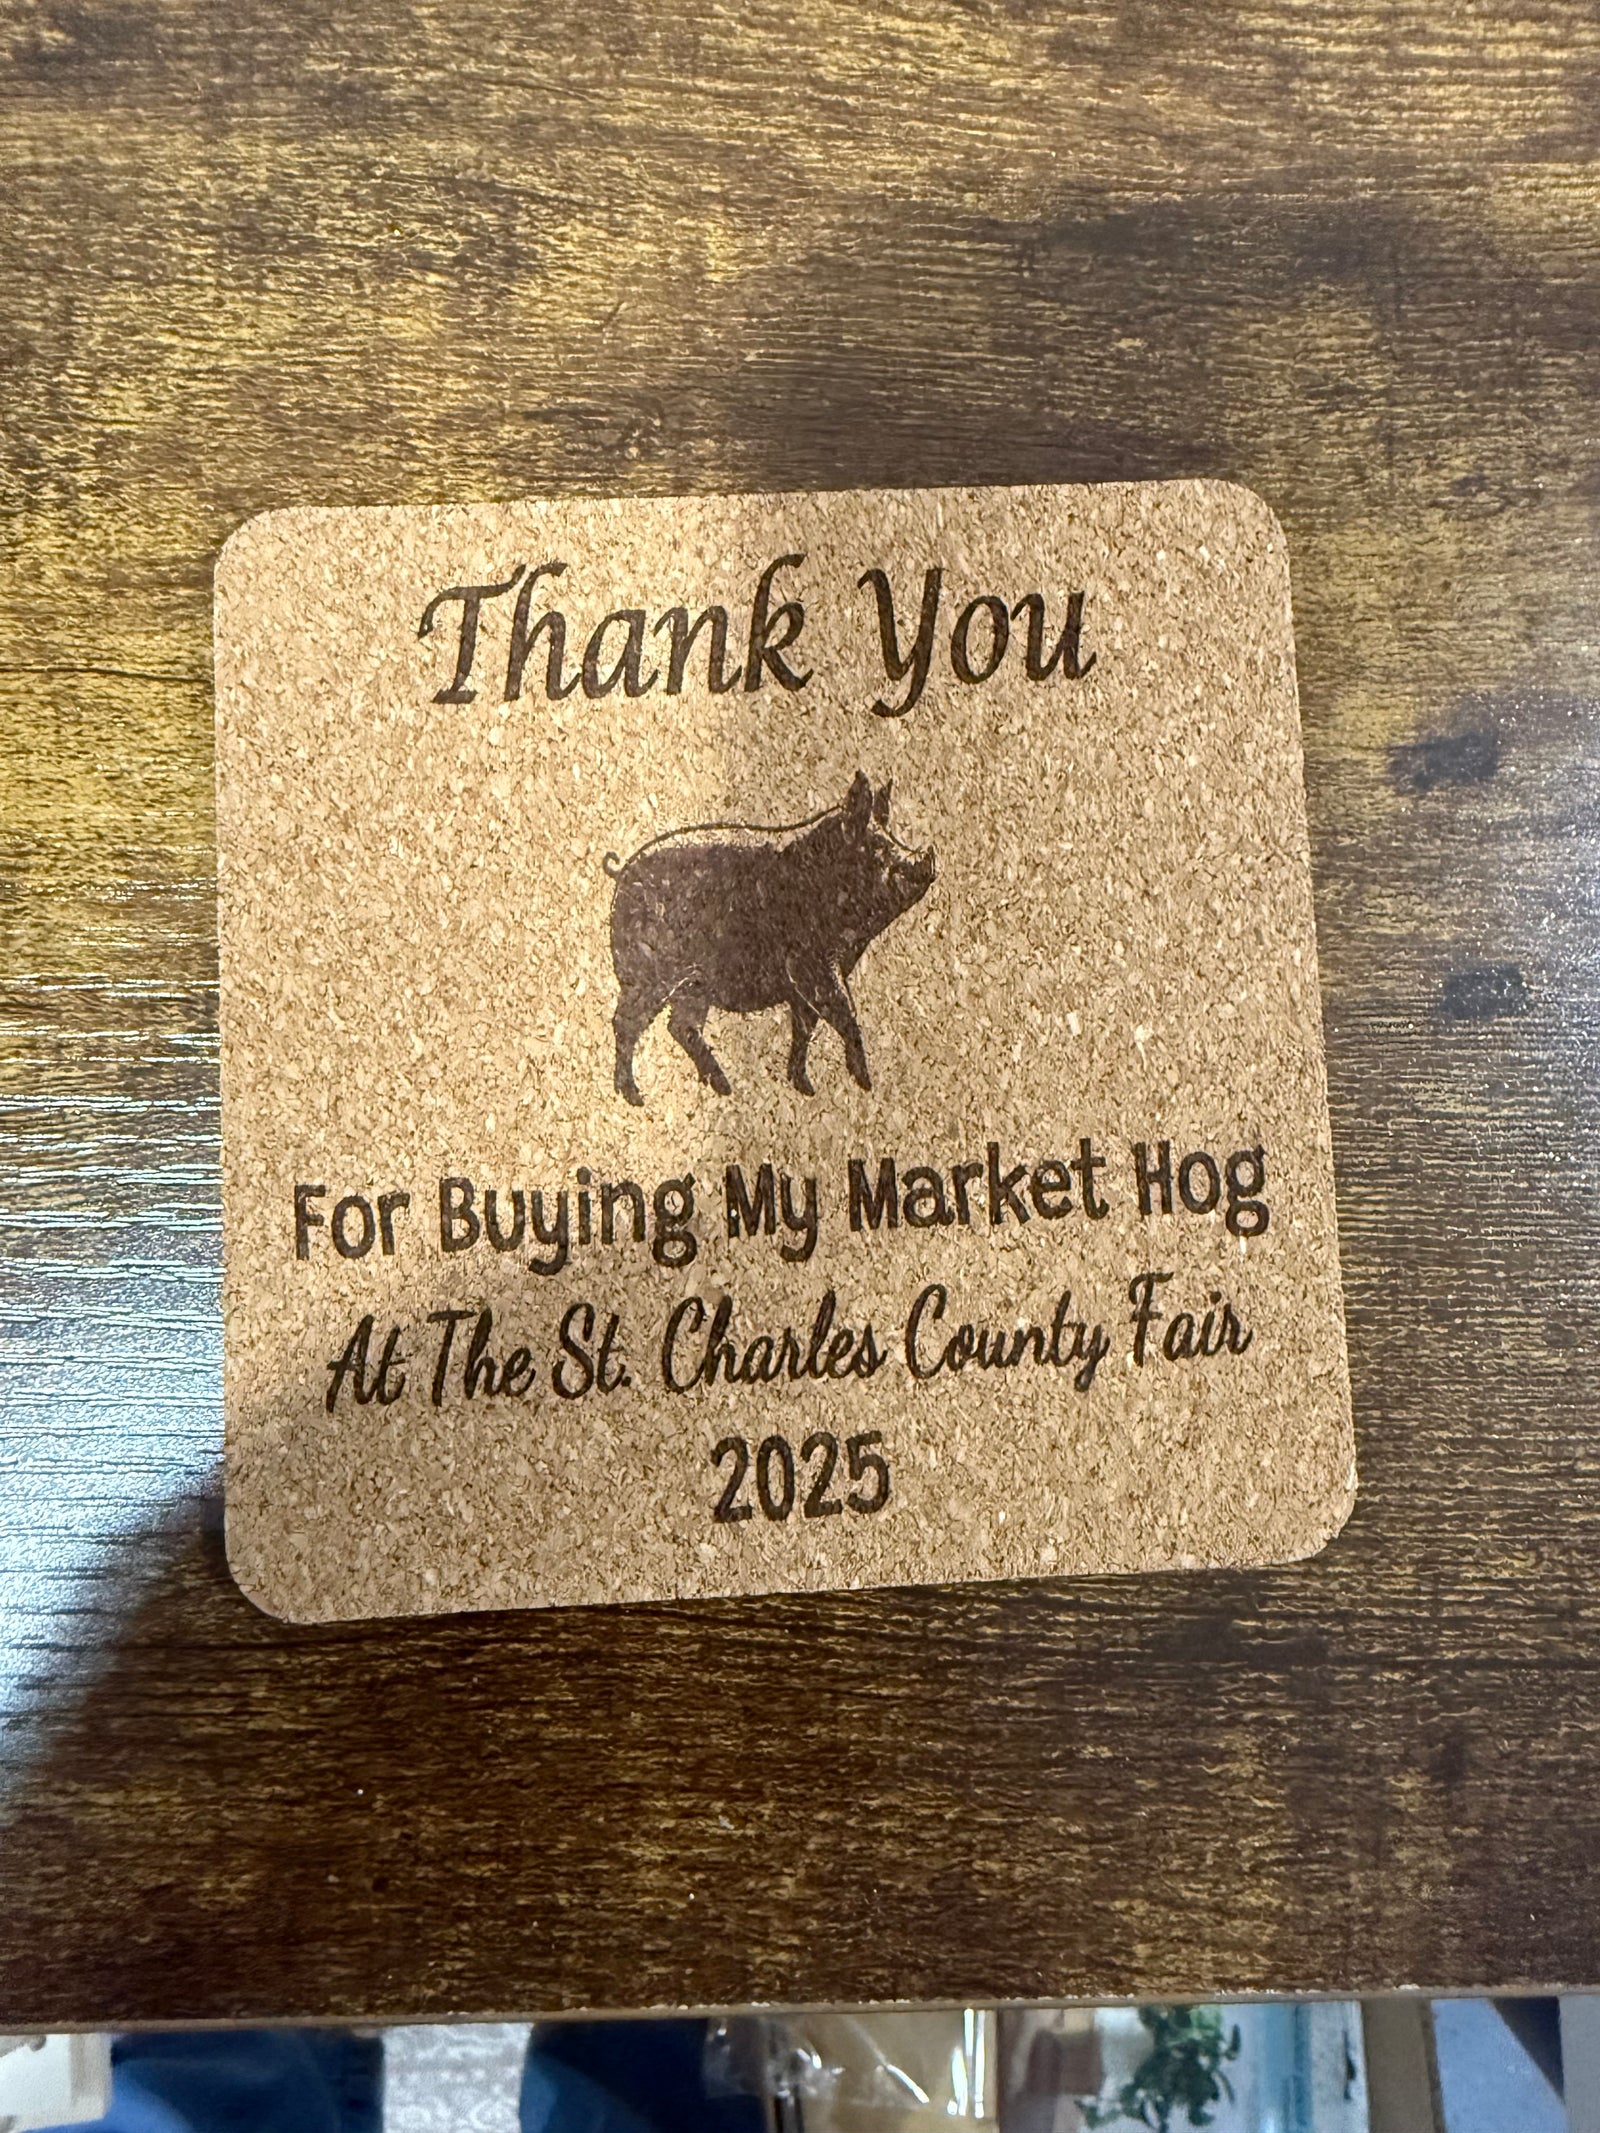 Thank You
For Buying My Market Hog
At The St. Charles County Fair
2025